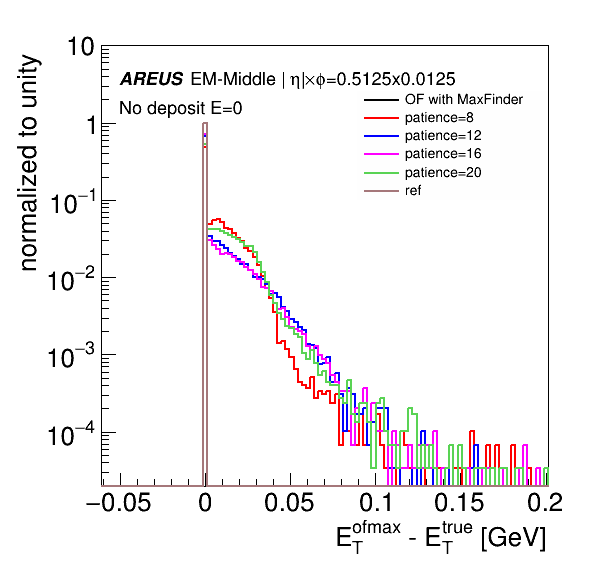 10
AREUS EM-Middle | η|×ϕ=0.5125x0.0125
No deposit E=0
OF with MaxFinder
patience=8
patience=12
patience=16
patience=20
ref
normalized to unity
1
10⁻¹
10⁻²
10⁻³
10⁻⁴
−0.05 0 0.05 0.1 0.15 0.2
E_T^ofmax - E_T^true [GeV]